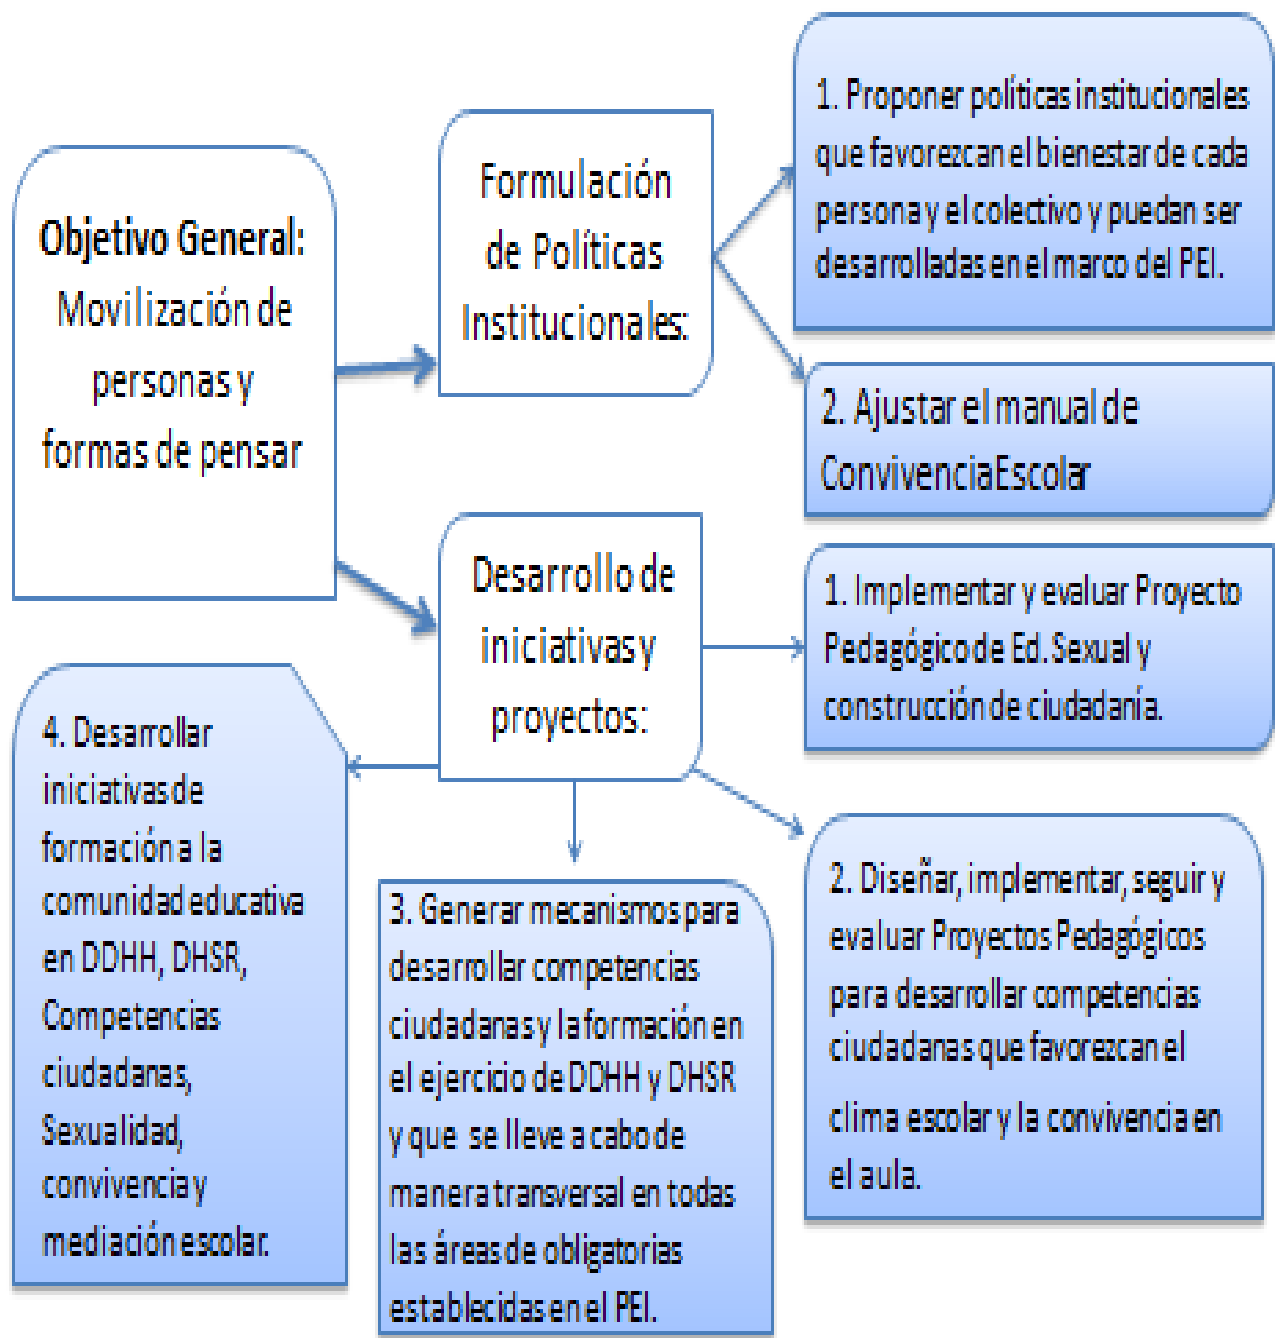 Objetivo General:
Movilización de
personas y
formas de pensar
Formulación
de Políticas
Institucionales:
1. Proponer políticas institucionales
que favorezcan el bienestar de cada
persona y el colectivo y puedan ser
desarrolladas en el marco del PEI.
2. Ajustar el manual de
Convivencia Escolar
Desarrollo de
iniciativas y
proyectos:
1. Implementar y evaluar Proyecto
Pedagógico de Ed. Sexual y
construcción de ciudadanía.
2. Diseñar, implementar, seguir y
evaluar Proyectos Pedagógicos
para desarrollar competencias
ciudadanas que favorezcan el
clima escolar y la convivencia en
el aula.
3. Generar mecanismos para
desarrollar competencias
ciudadanas y la formación en
el ejercicio de DDHH y DHSR
y que se lleve a cabo de
manera transversal en todas
las áreas de obligatorias
establecidas en el PEI.
4. Desarrollar
iniciativas de
formación a la
comunidad educativa
en DDHH, DHSR,
Competencias
ciudadanas,
Sexualidad,
convivencia y
mediación escolar.